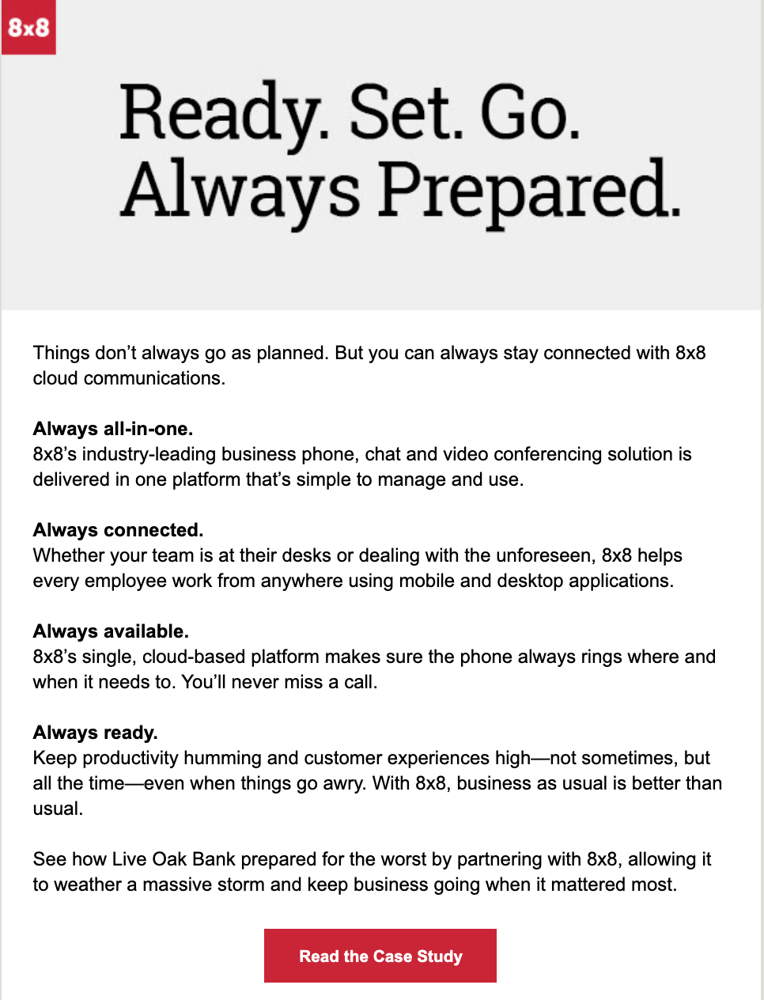 8x8
Ready. Set. Go.
Always Prepared.
Things don’t always go as planned. But you can always stay connected with 8x8
cloud communications.
Always all-in-one.
8x8’s industry-leading business phone, chat and video conferencing solution is
delivered in one platform that’s simple to manage and use.
Always connected.
Whether your team is at their desks or dealing with the unforeseen, 8x8 helps
every employee work from anywhere using mobile and desktop applications.
Always available.
8x8’s single, cloud-based platform makes sure the phone always rings where and
when it needs to. You’ll never miss a call.
Always ready.
Keep productivity humming and customer experiences high—not sometimes, but
all the time—even when things go awry. With 8x8, business as usual is better than
usual.
See how Live Oak Bank prepared for the worst by partnering with 8x8, allowing it
to weather a massive storm and keep business going when it mattered most.
Read the Case Study